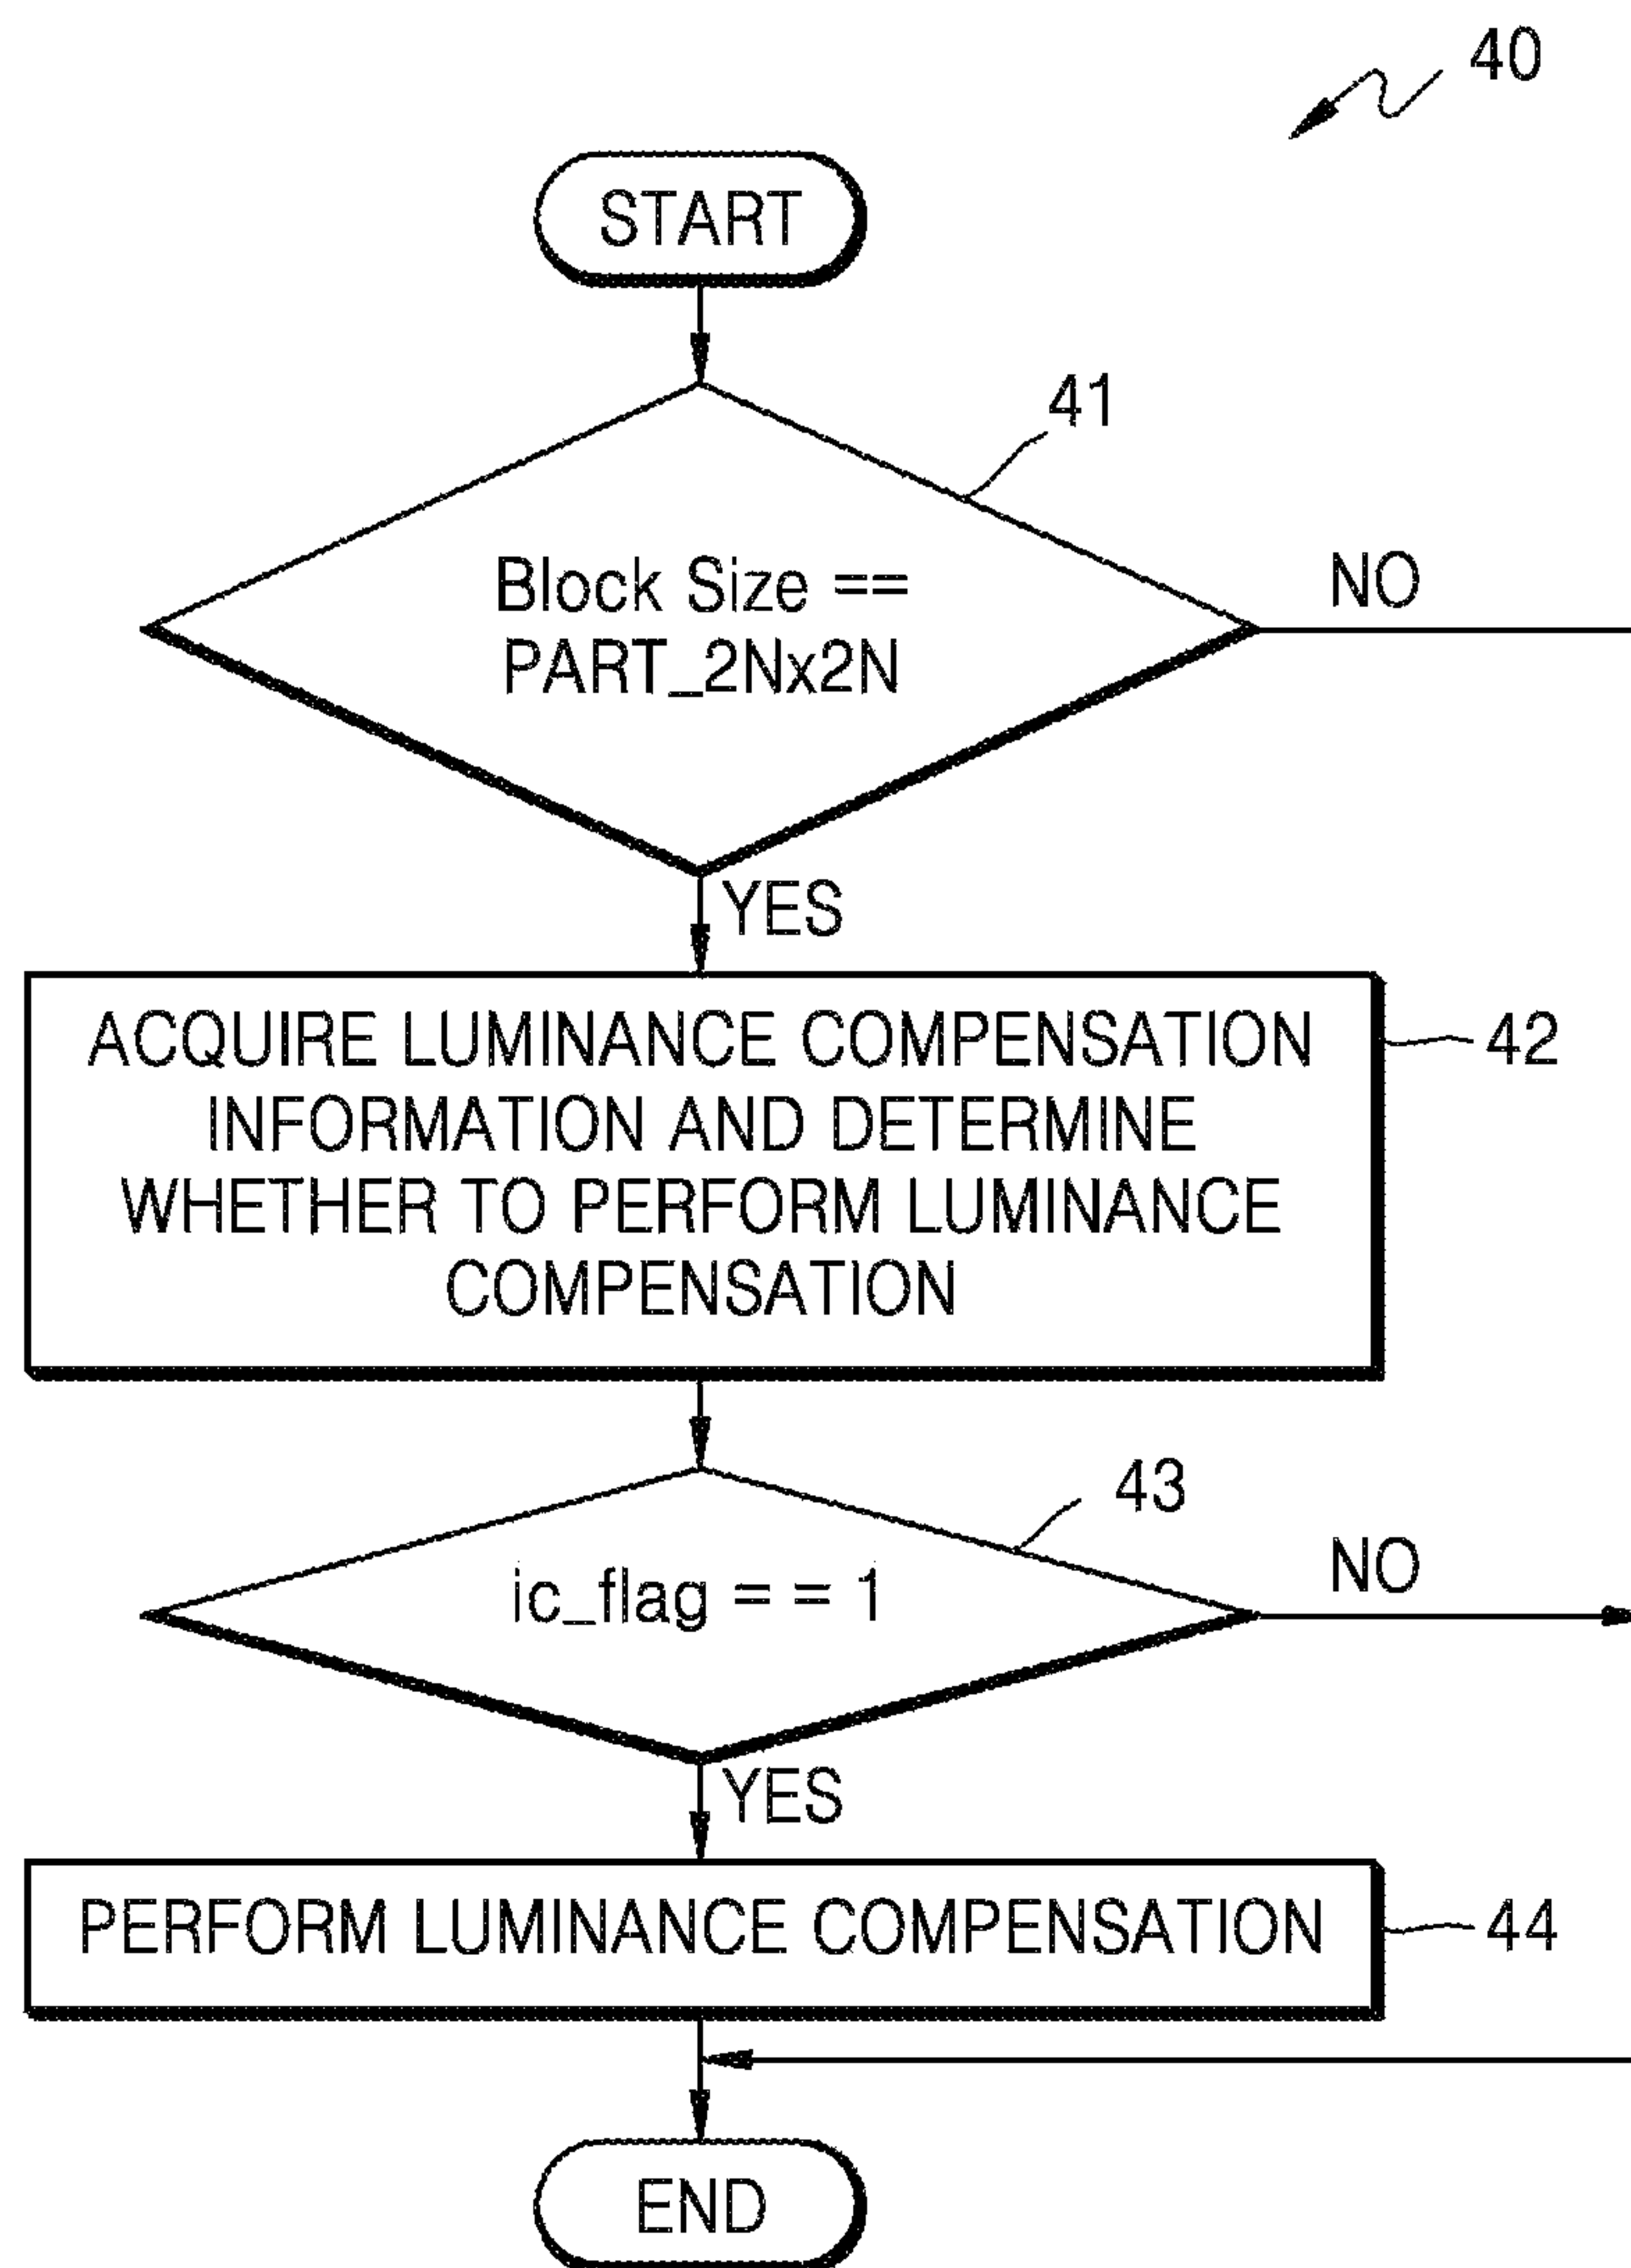 40
START
41
Block Size ==
PART_2Nx2N
NO
YES
ACQUIRE LUMINANCE COMPENSATION
INFORMATION AND DETERMINE
WHETHER TO PERFORM LUMINANCE
COMPENSATION
42
43
ic_flag = = 1
NO
YES
PERFORM LUMINANCE COMPENSATION
44
END